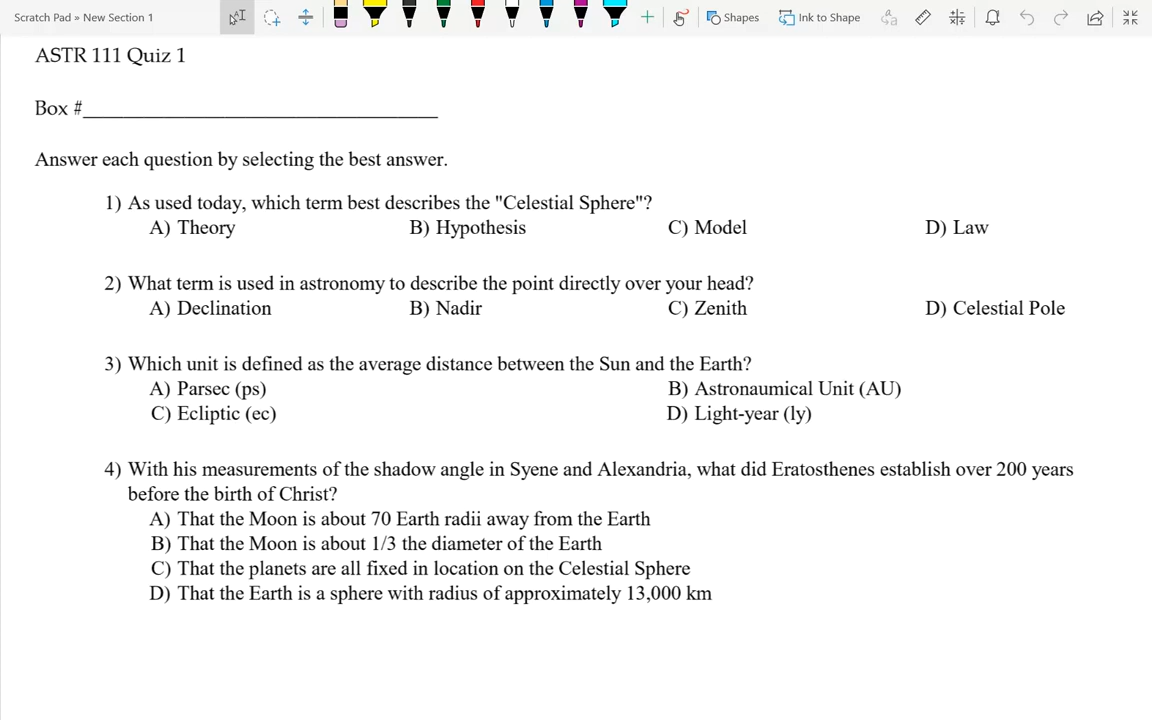 Scratch Pad » New Section 1
Shapes
Ink to Shape
ASTR 111 Quiz 1
Box #___________________________________
Answer each question by selecting the best answer.
1) As used today, which term best describes the "Celestial Sphere"?
A) Theory B) Hypothesis C) Model D) Law
2) What term is used in astronomy to describe the point directly over your head?
A) Declination B) Nadir C) Zenith D) Celestial Pole
3) Which unit is defined as the average distance between the Sun and the Earth?
A) Parsec (ps) B) Astronaumical Unit (AU)
C) Ecliptic (ec) D) Light-year (ly)
4) With his measurements of the shadow angle in Syene and Alexandria, what did Eratosthenes establish over 200 years
before the birth of Christ?
A) That the Moon is about 70 Earth radii away from the Earth
B) That the Moon is about 1/3 the diameter of the Earth
C) That the planets are all fixed in location on the Celestial Sphere
D) That the Earth is a sphere with radius of approximately 13,000 km